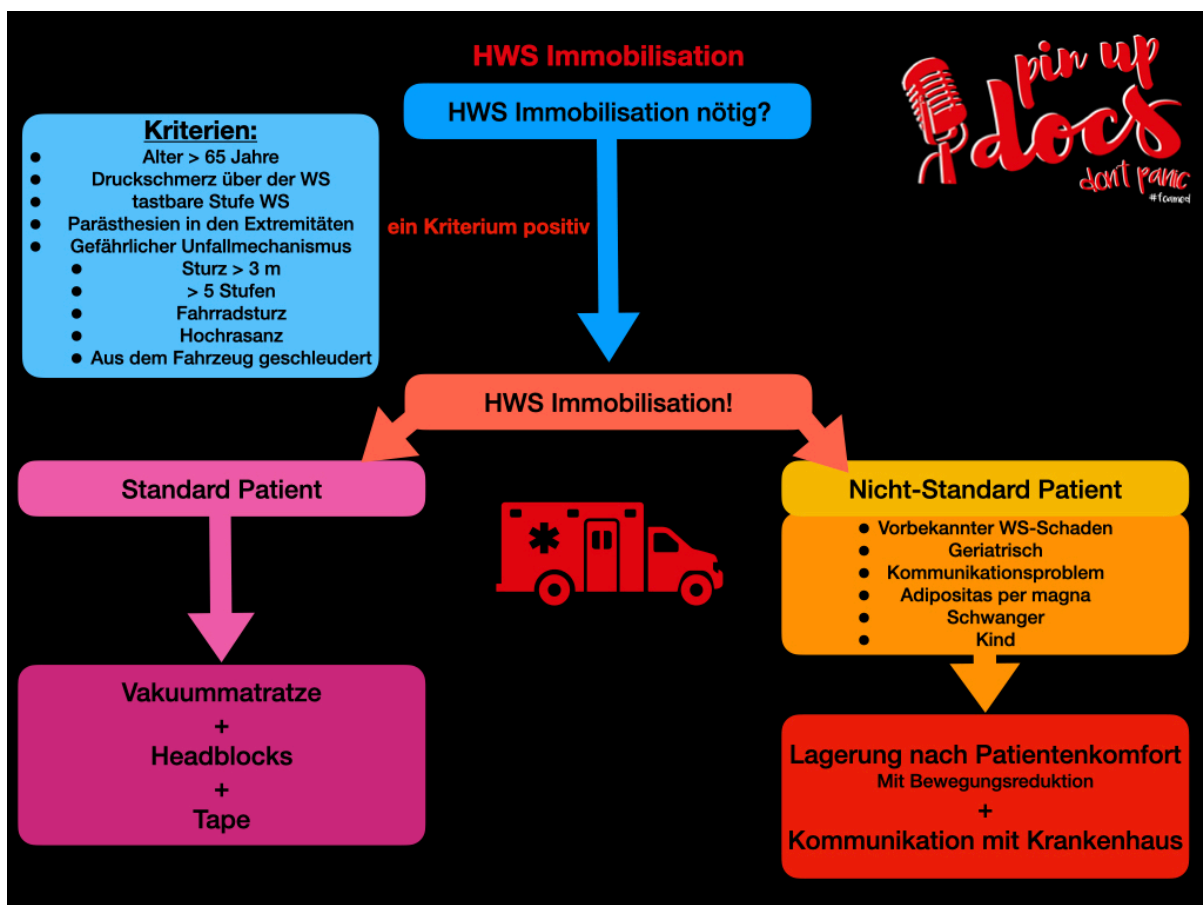 HWS Immobilisation
pin up
docs
don't panic
#foamed
HWS Immobilisation nötig?
Kriterien:
● Alter > 65 Jahre
● Druckschmerz über der WS
● tastbare Stufe WS
● Parästhesien in den Extremitäten
● Gefährlicher Unfallmechanismus
● Sturz > 3 m
● > 5 Stufen
● Fahrradsturz
● Hochrasanz
● Aus dem Fahrzeug geschleudert
ein Kriterium positiv
HWS Immobilisation!
Standard Patient
Vakuummatratze
+
Headblocks
+
Tape
Nicht-Standard Patient
● Vorbekannter WS-Schaden
● Geriatrisch
● Kommunikationsproblem
● Adipositas per magna
● Schwanger
● Kind
Lagerung nach Patientenkomfort
Mit Bewegungsreduktion
+
Kommunikation mit Krankenhaus